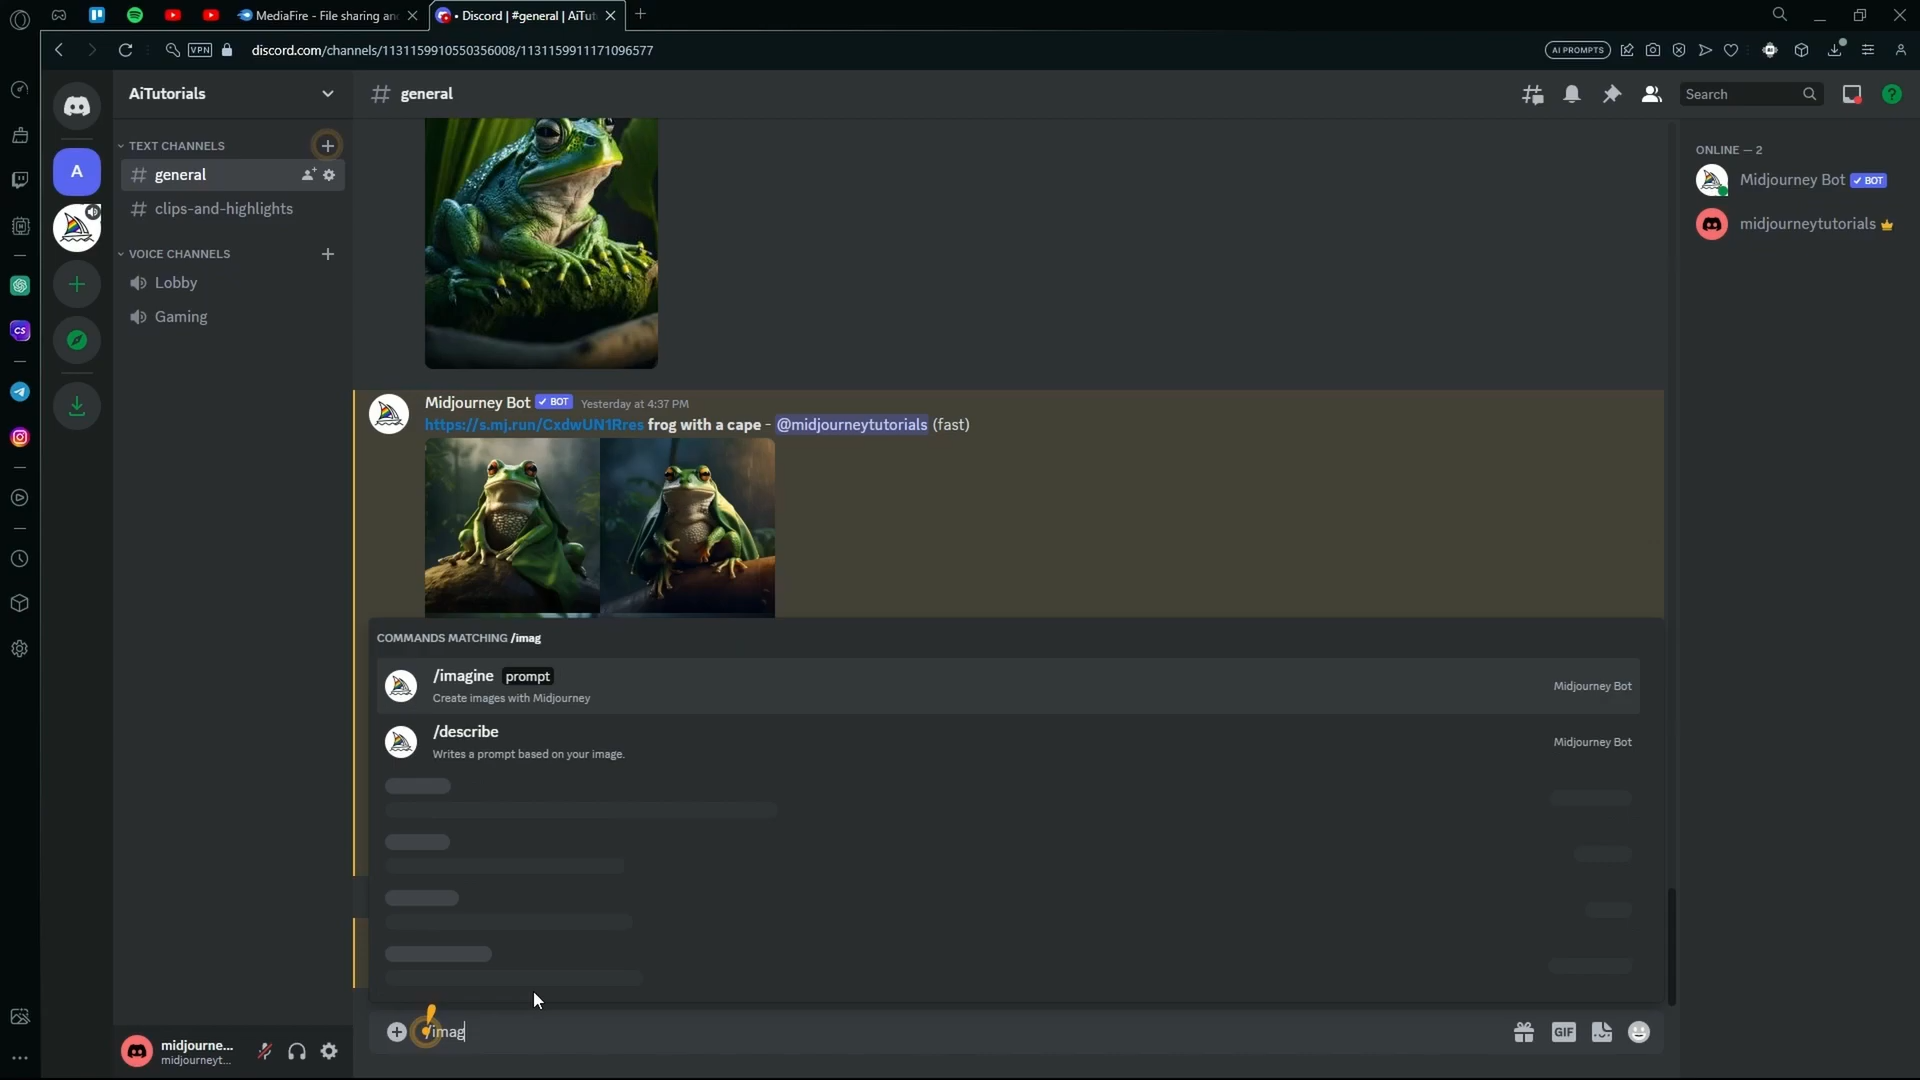 MediaFire - File sharing an
• Discord | #general | AiTut
VPN
discord.com/channels/1131159910550356008/1131159911171096577
AI PROMPTS
AiTutorials
general
Search
TEXT CHANNELS
general
clips-and-highlights
VOICE CHANNELS
Lobby
Gaming
A
CS
ONLINE — 2
Midjourney Bot ✓ BOT
midjourneytutorials
Midjourney Bot ✓ BOT Yesterday at 4:37 PM
https://s.mj.run/CxdwUN1Rres frog with a cape - @midjourneytutorials (fast)
COMMANDS MATCHING /imag
/imagine prompt
Create images with Midjourney
Midjourney Bot
/describe
Writes a prompt based on your image.
Midjourney Bot
/imag
GIF
midjourne...
midjourneyt...